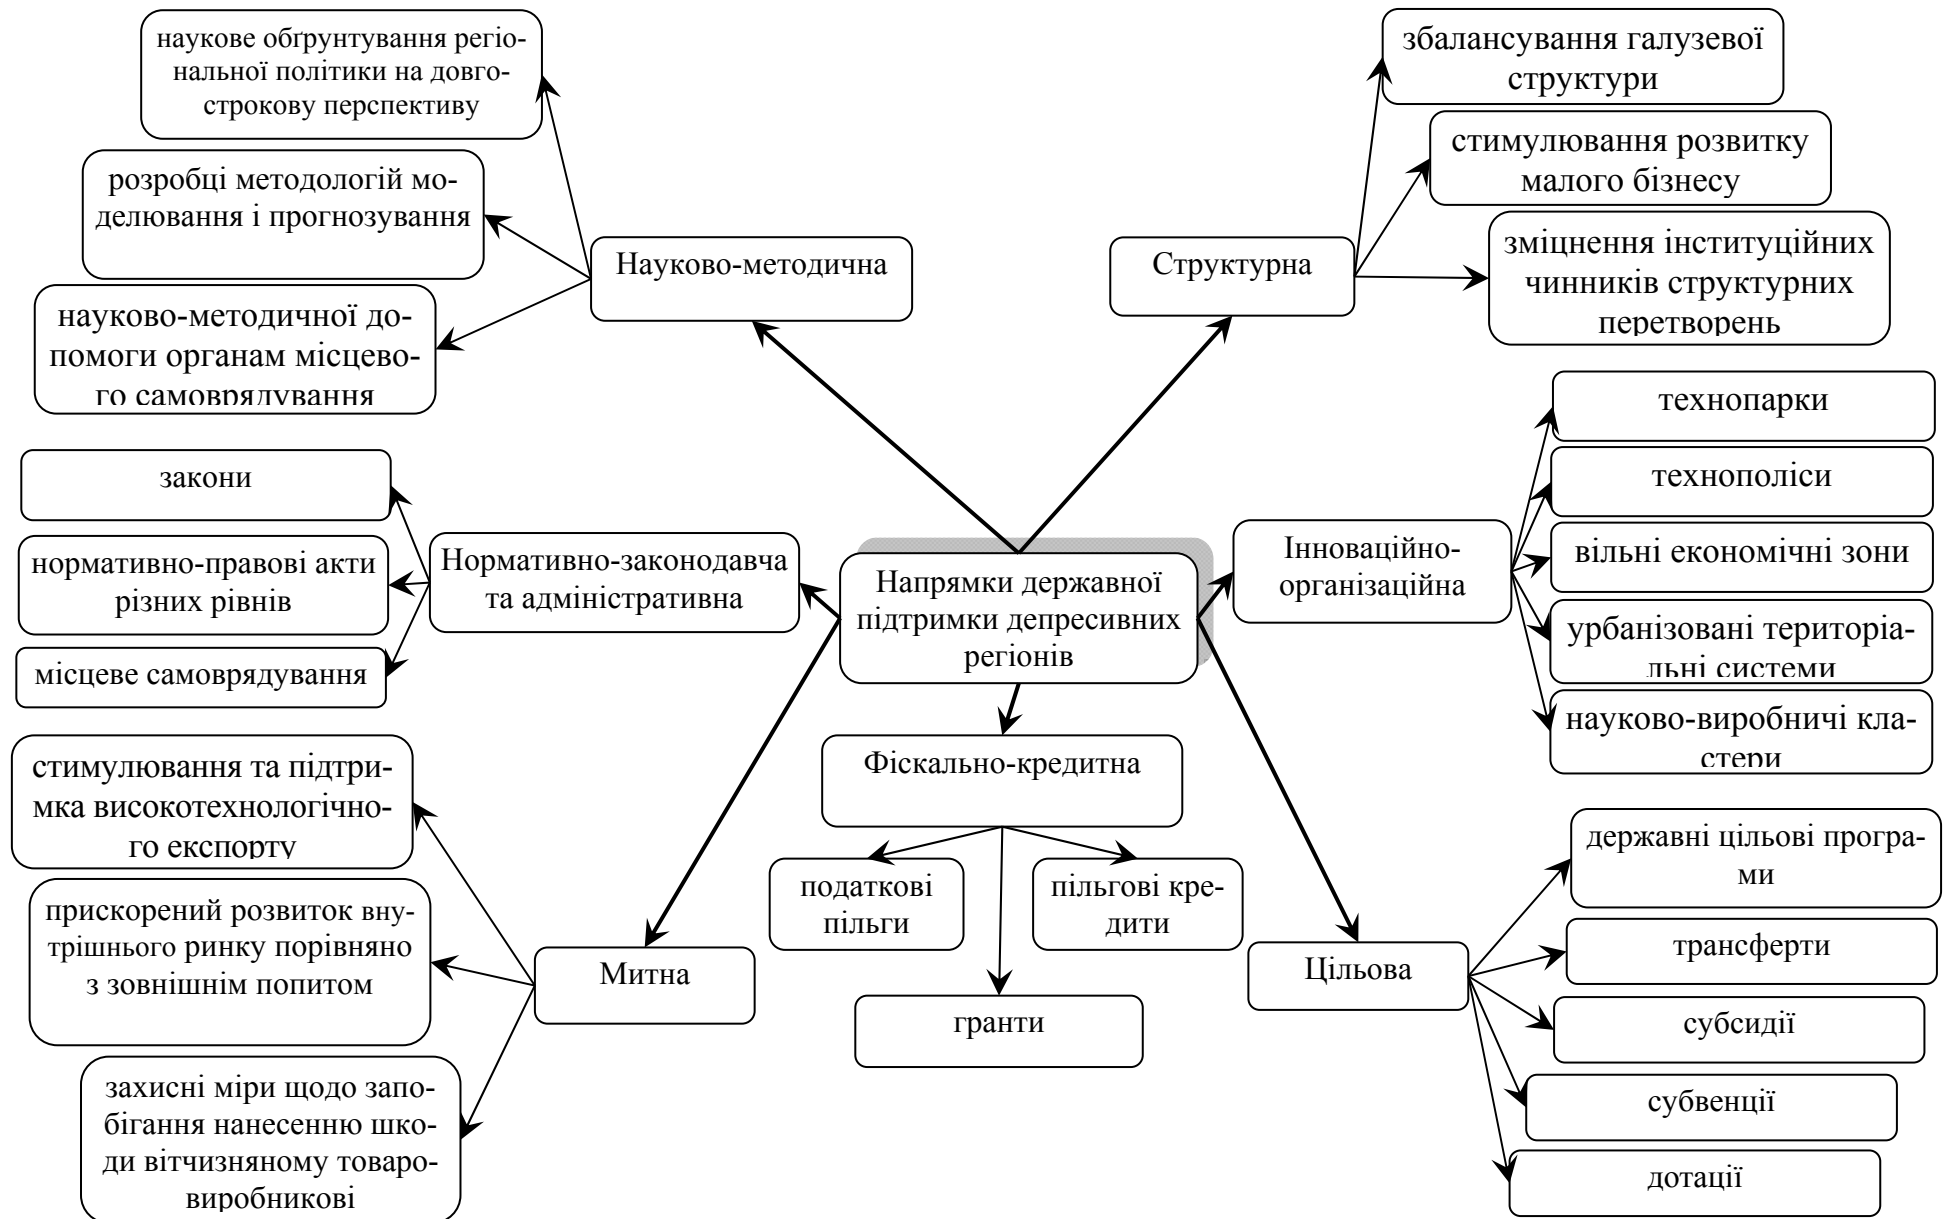 наукове обґрунтування регіо-
нальної політики на довго-
строкову перспективу
розробці методологій мо-
делювання і прогнозування
науково-методичної до-
помоги органам місцево-
го самоврядування
Науково-методична
Структурна
збалансування галузевої
структури
стимулювання розвитку
малого бізнесу
зміцнення інституційних
чинників структурних
перетворень
закони
нормативно-правові акти
різних рівнів
місцеве самоврядування
Нормативно-законодавча
та адміністративна
Напрямки державної
підтримки депресивних
регіонів
Інноваційно-
організаційна
технопарки
технополіси
вільні економічні зони
урбанізовані територіа-
льні системи
науково-виробничі кла-
стери
стимулювання та підтри-
мка високотехнологічно-
го експорту
прискорений розвиток вну-
трішнього ринку порівняно
з зовнішнім попитом
захисні міри щодо запо-
бігання нанесенню шко-
ди вітчизняному товаро-
виробникові
Митна
Фіскально-кредитна
податкові
пільги
пільгові кре-
дити
гранти
Цільова
державні цільові програ-
ми
трансферти
субсидії
субвенції
дотації